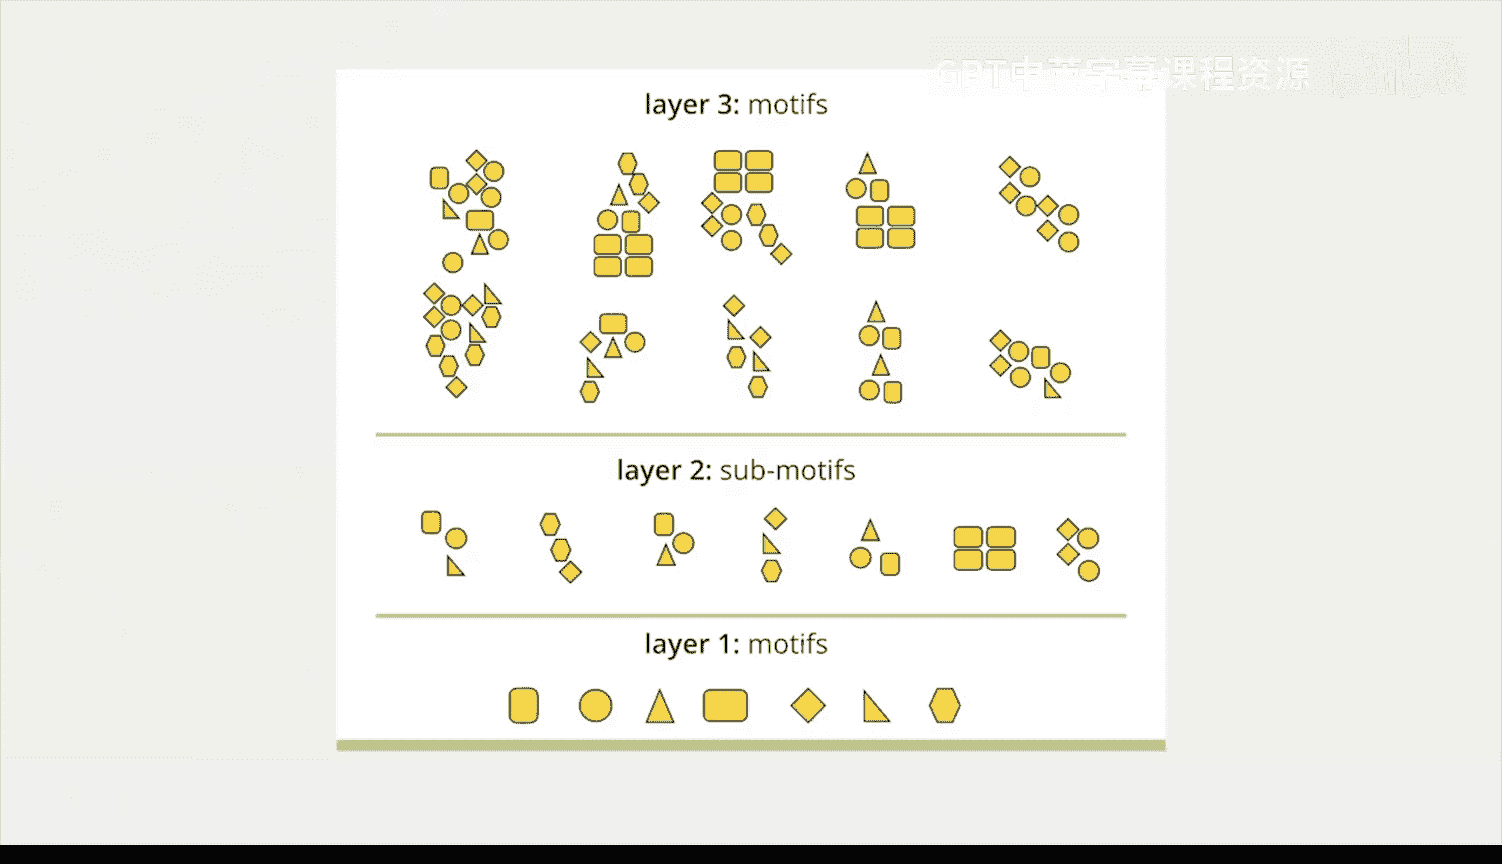 GPT中英字幕课程资源
layer 3: motifs
layer 2: sub-motifs
layer 1: motifs